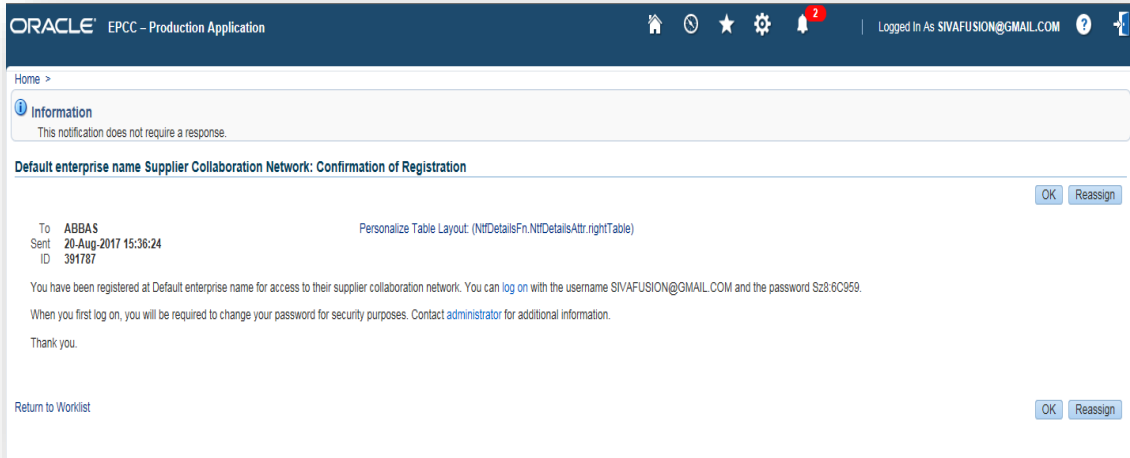 ORACLE® EPCC – Production Application 2 | Logged In As SIVAFUSION@GMAIL.COM ?
Home >
Information
This notification does not require a response.
Default enterprise name Supplier Collaboration Network: Confirmation of Registration
OK Reassign
To ABBAS Personalize Table Layout: (NtfDetailsFn.NtfDetailsAttr.rightTable)
Sent 20-Aug-2017 15:36:24
ID 391787
You have been registered at Default enterprise name for access to their supplier collaboration network. You can log on with the username SIVAFUSION@GMAIL.COM and the password Sz8:6C959.
When you first log on, you will be required to change your password for security purposes. Contact administrator for additional information.
Thank you.
Return to Worklist OK Reassign